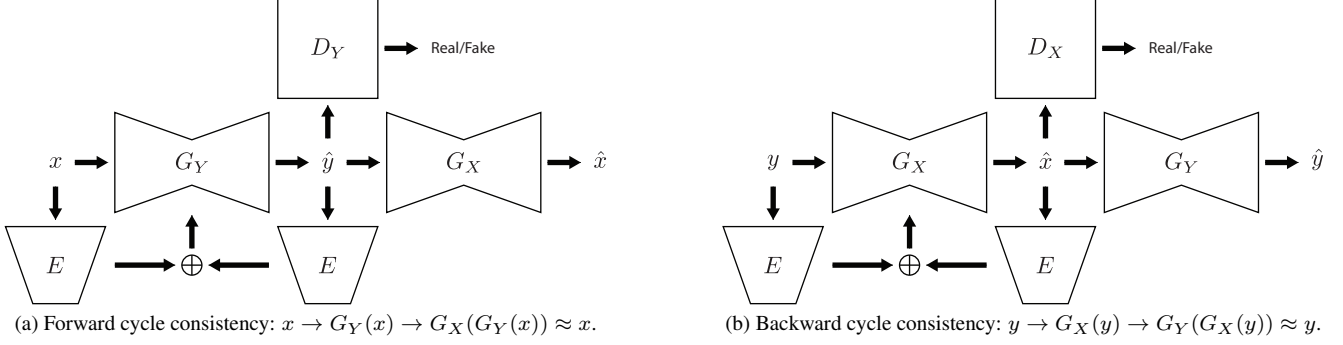 D_Y Real/Fake
x G_Y ŷ G_X x̂
E ⊕ E
(a) Forward cycle consistency: x → G_Y(x) → G_X(G_Y(x)) ≈ x.
D_X Real/Fake
y G_X x̂ G_Y ŷ
E ⊕ E
(b) Backward cycle consistency: y → G_X(y) → G_Y(G_X(y)) ≈ y.